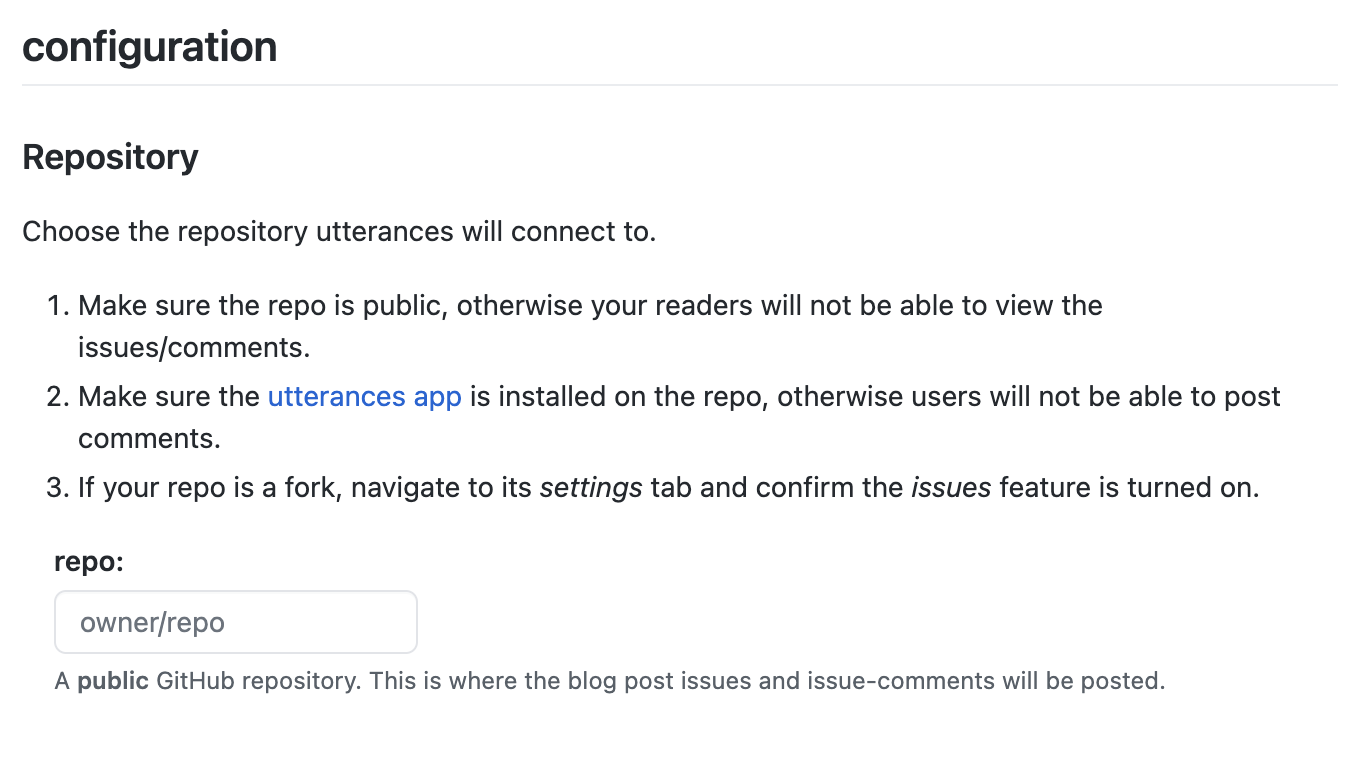 configuration
Repository
Choose the repository utterances will connect to.
1. Make sure the repo is public, otherwise your readers will not be able to view the
issues/comments.
2. Make sure the utterances app is installed on the repo, otherwise users will not be able to post
comments.
3. If your repo is a fork, navigate to its settings tab and confirm the issues feature is turned on.
repo:
owner/repo
A public GitHub repository. This is where the blog post issues and issue-comments will be posted.